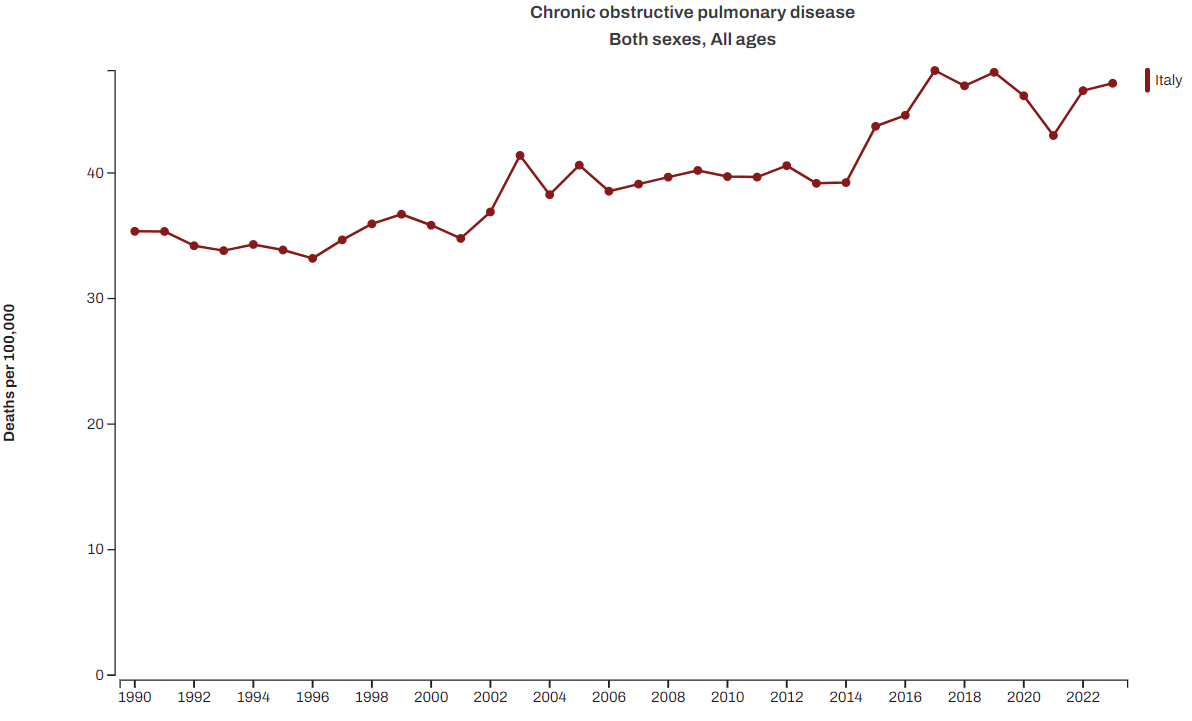 Chronic obstructive pulmonary disease
Both sexes, All ages
Italy
Deaths per 100,000
40
30
20
10
0
1990 1992 1994 1996 1998 2000 2002 2004 2006 2008 2010 2012 2014 2016 2018 2020 2022